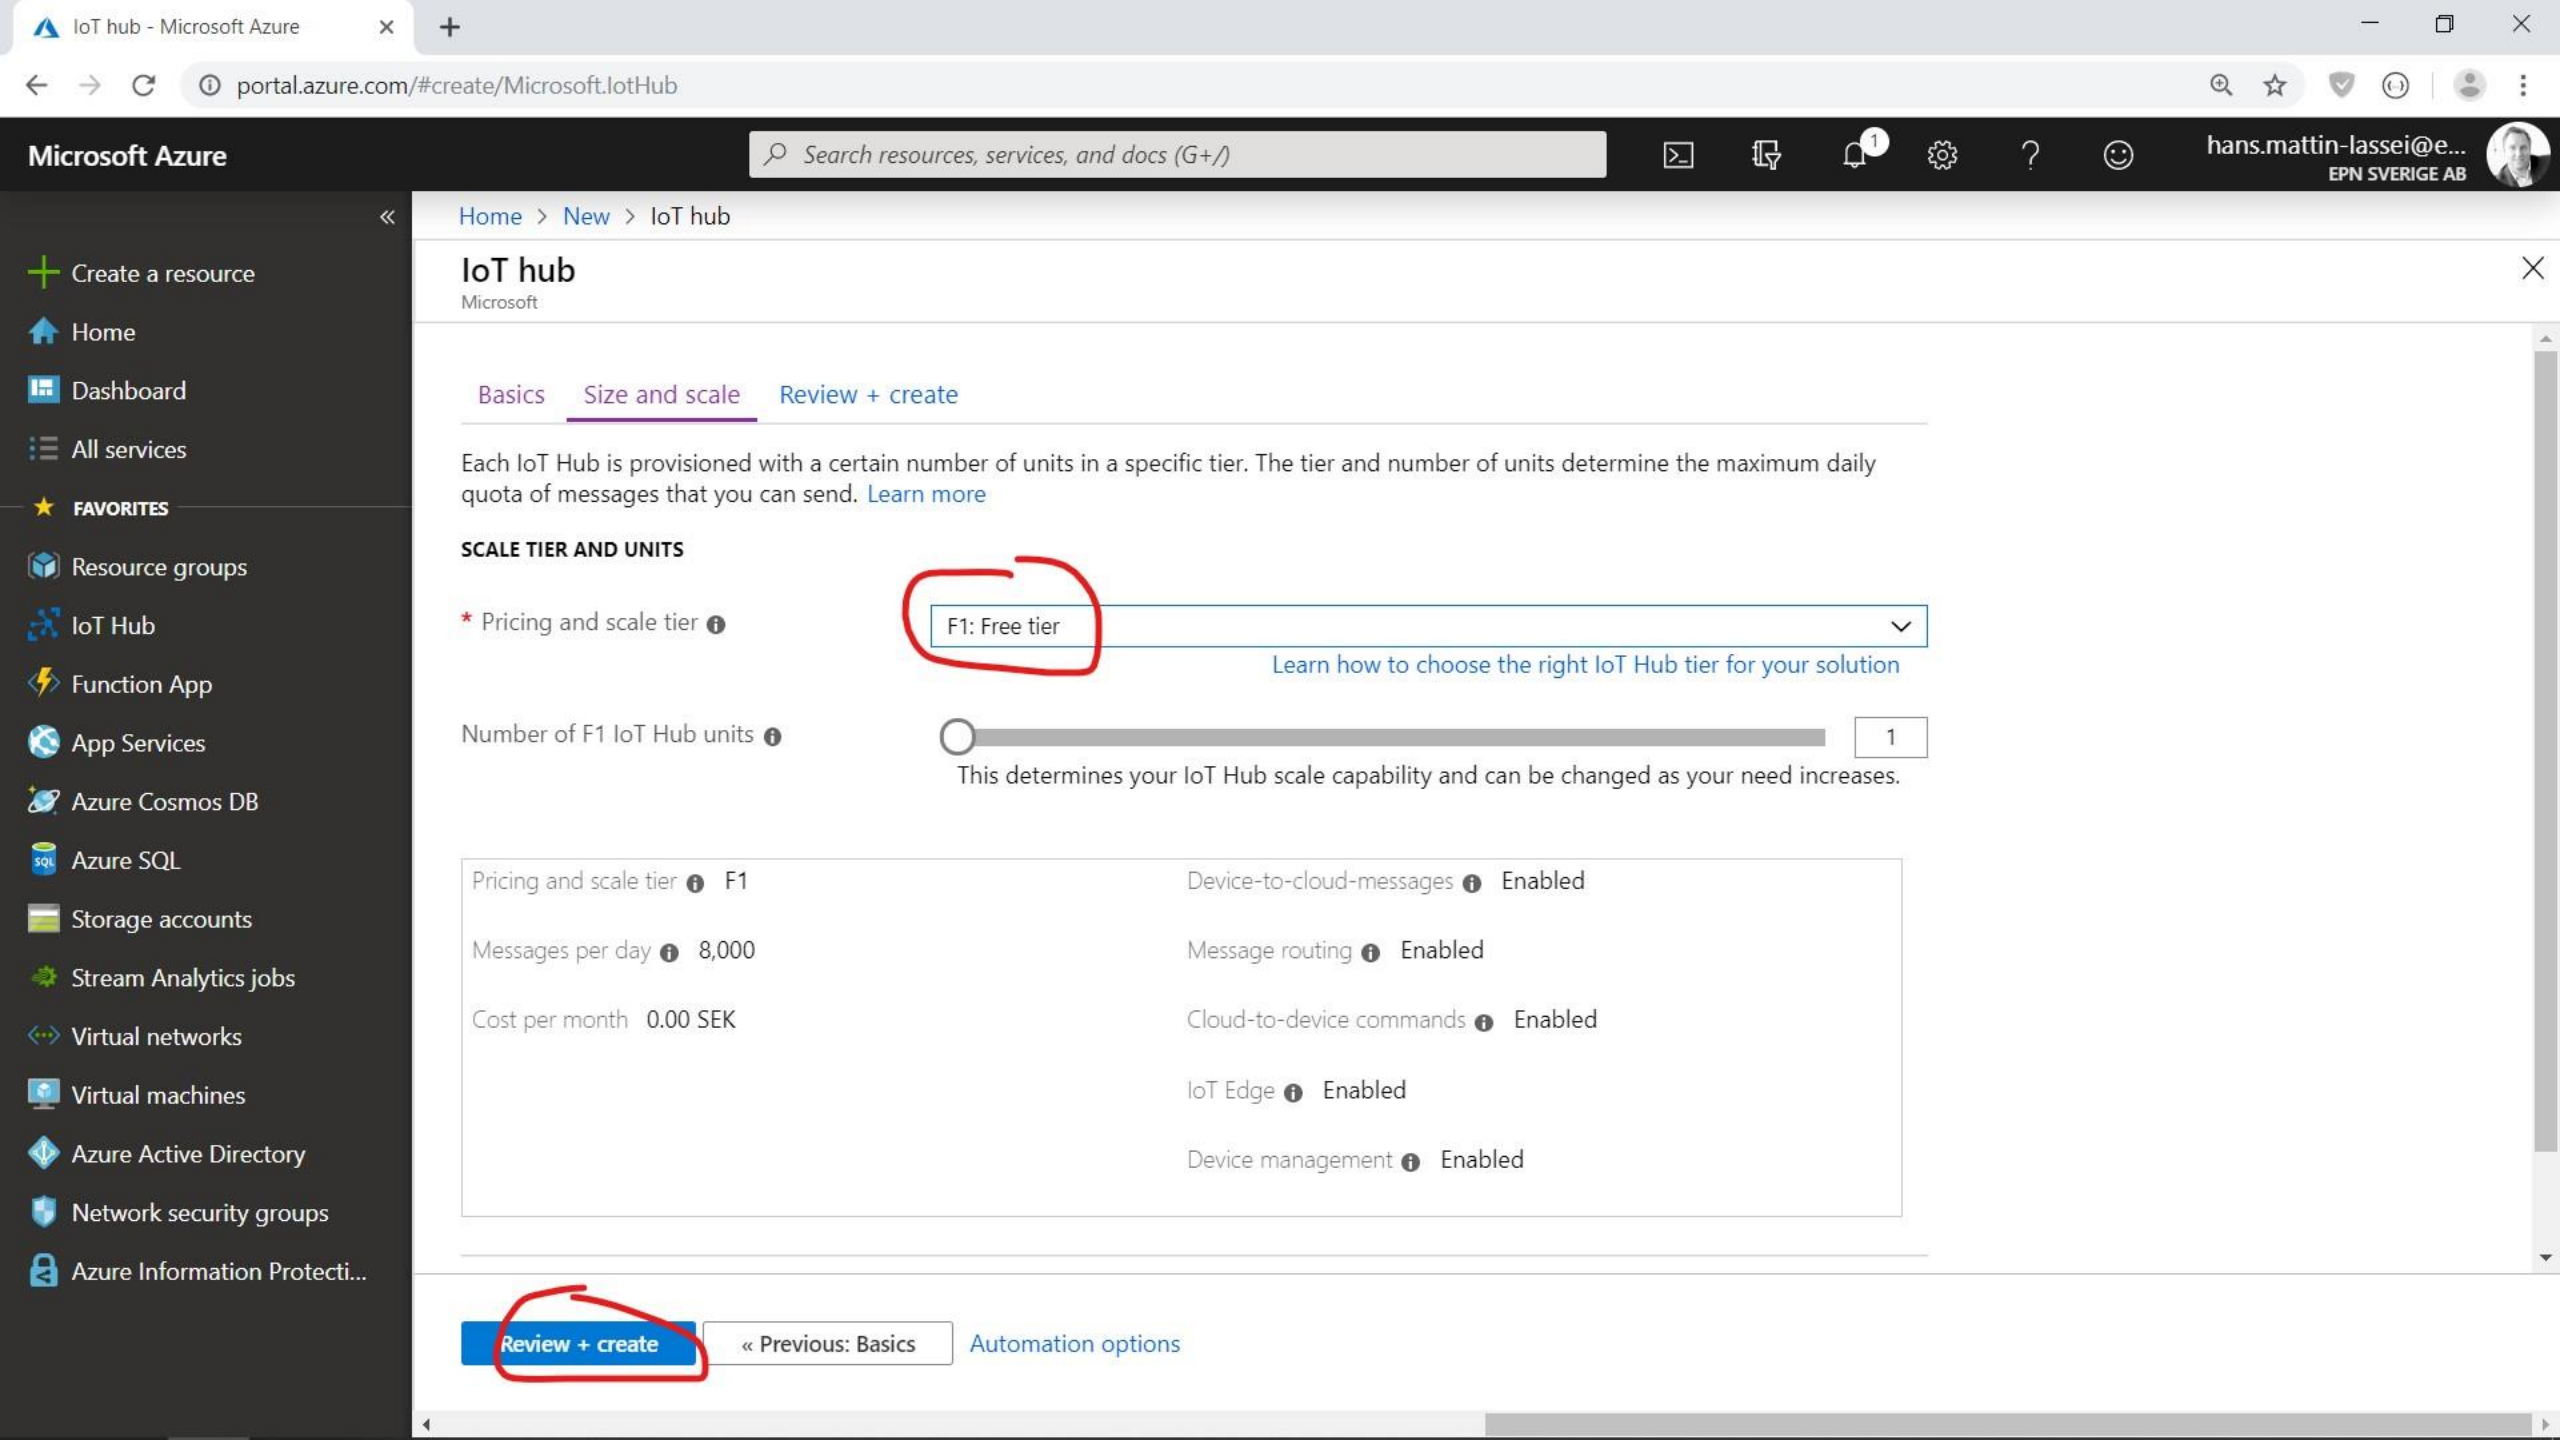 IoT hub - Microsoft Azure
portal.azure.com/#create/Microsoft.IotHub
Microsoft Azure
Search resources, services, and docs (G+/)
1
hans.mattin-lassei@e...
EPN SVERIGE AB
Home > New > IoT hub
IoT hub
Microsoft
Create a resource
Home
Dashboard
All services
FAVORITES
Resource groups
IoT Hub
Function App
App Services
Azure Cosmos DB
SQL
Azure SQL
Storage accounts
Stream Analytics jobs
Virtual networks
Virtual machines
Azure Active Directory
Network security groups
Azure Information Protecti...
Basics Size and scale Review + create
Each IoT Hub is provisioned with a certain number of units in a specific tier. The tier and number of units determine the maximum daily
quota of messages that you can send. Learn more
SCALE TIER AND UNITS
* Pricing and scale tier F1: Free tier
Learn how to choose the right IoT Hub tier for your solution
Number of F1 IoT Hub units 1
This determines your IoT Hub scale capability and can be changed as your need increases.
Pricing and scale tier F1
Messages per day 8,000
Cost per month 0.00 SEK
Device-to-cloud-messages Enabled
Message routing Enabled
Cloud-to-device commands Enabled
IoT Edge Enabled
Device management Enabled
Review + create « Previous: Basics Automation options